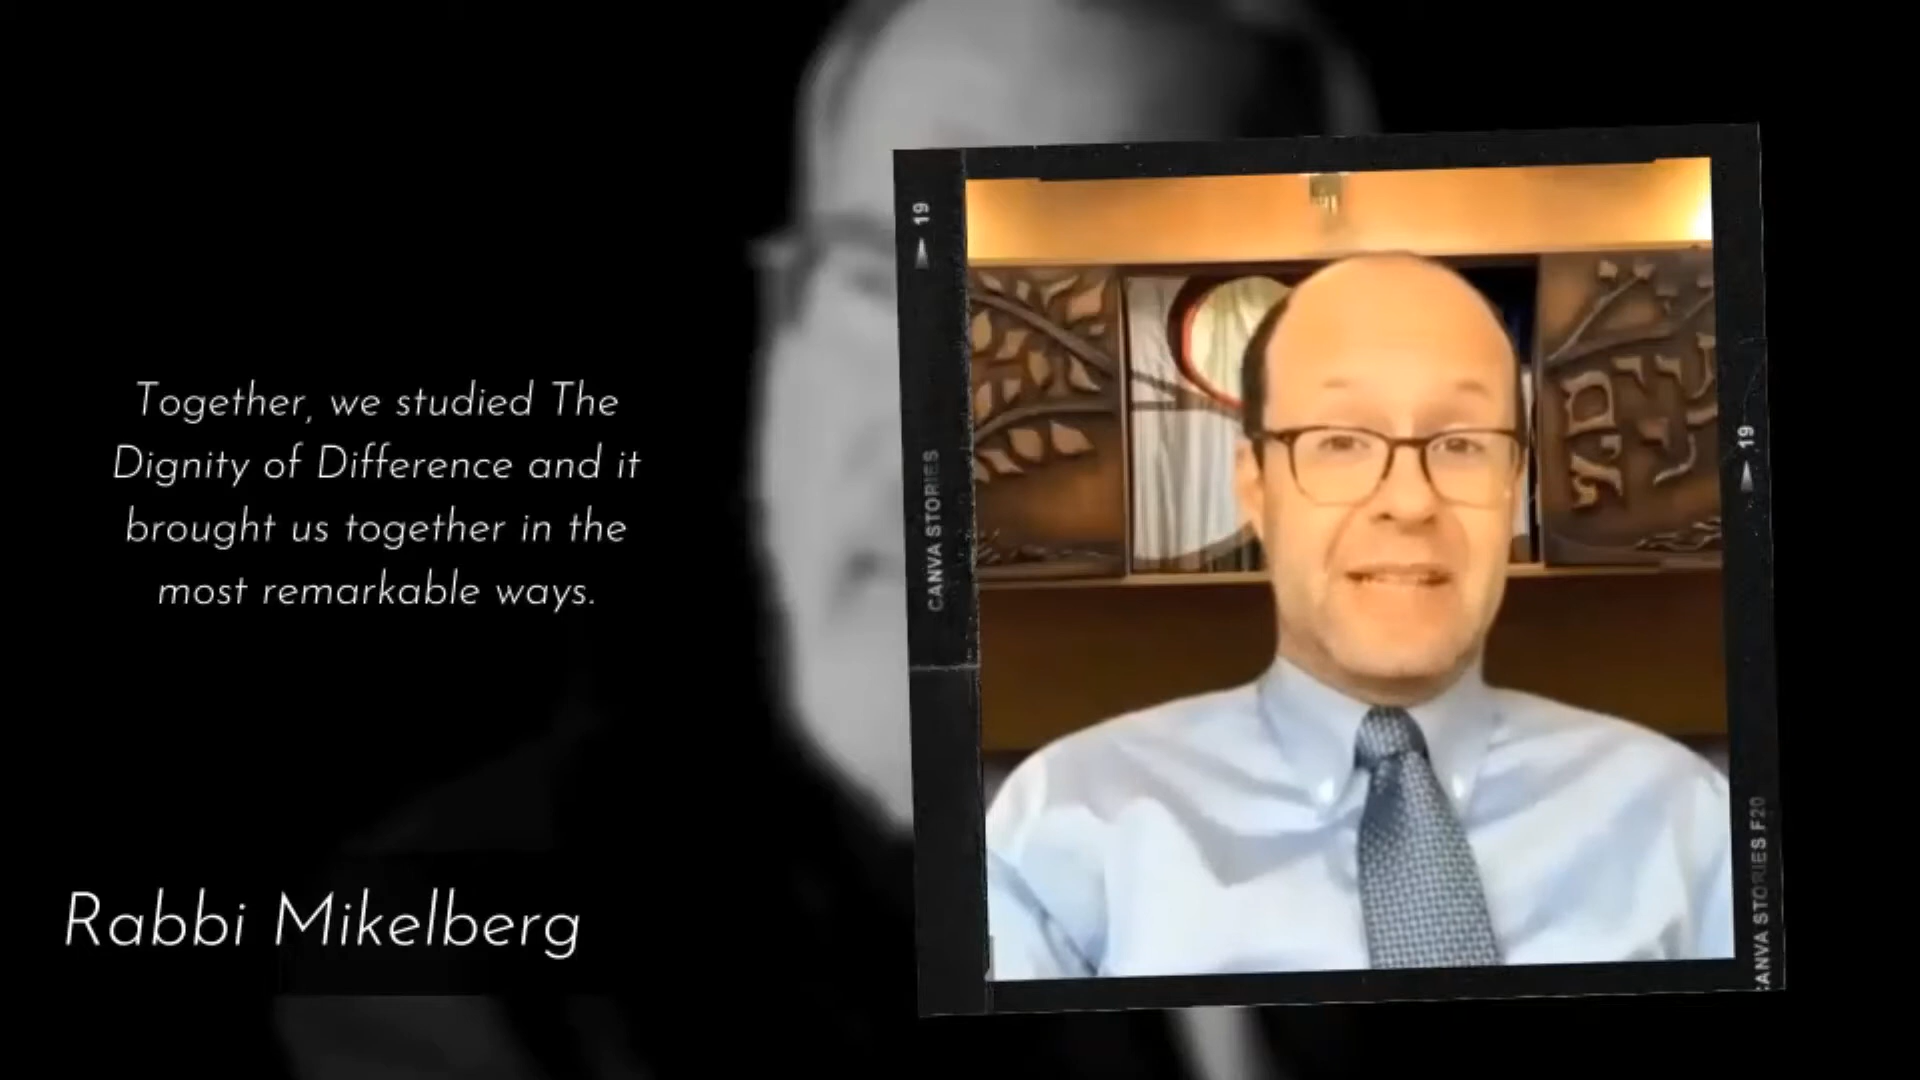 Together, we studied The
Dignity of Difference and it
brought us together in the
most remarkable ways.
Rabbi Mikelberg
19
CANVA STORIES
19
CANVA STORIES F20